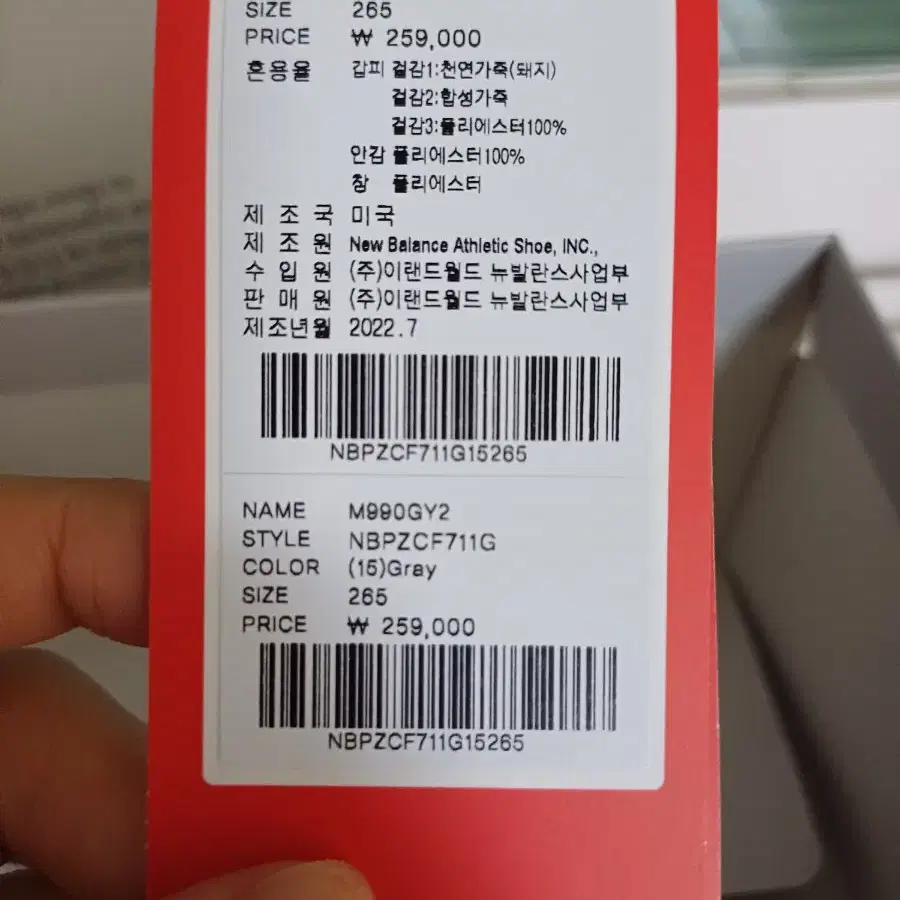 SIZE 265
PRICE ₩ 259,000
혼용율 갑피 겉감1:천연가죽(돼지)
겉감2:합성가죽
겉감3:폴리에스터100%
안감 폴리에스터100%
창 폴리에스터
제 조 국 미국
제 조 원 New Balance Athletic Shoe, INC.,
수 입 원 (주)이랜드월드 뉴발란스사업부
판 매 원 (주)이랜드월드 뉴발란스사업부
제조년월 2022.7
NBPZCF711G15265
NAME M990GY2
STYLE NBPZCF711G
COLOR (15)Gray
SIZE 265
PRICE ₩ 259,000
NBPZCF711G15265